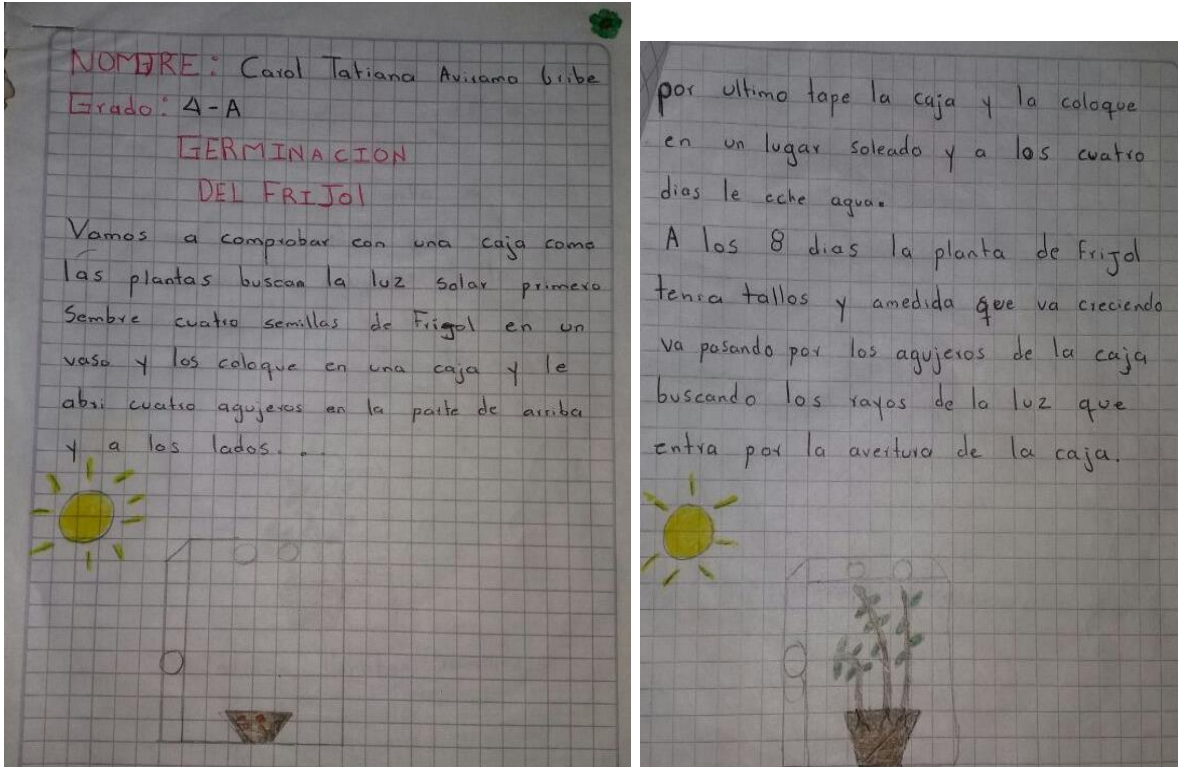 NOMBRE: Carol Tatiana Avirama Uribe
Grado: 4-A
GERMINACION
DEL FRIJOl
Vamos a comprobar con una caja como
las plantas buscan la luz solar primero
Sembre cuatro semillas de Frigol en un
vaso y los coloque en una caja y le
abri cuatro agujeros en la parte de arriba
y a los lados..
por ultimo tape la caja y la coloque
en un lugar soleado y a los cuatro
dias le eche agua.
A los 8 dias la planta de Frijol
tenia tallos y amedida que va creciendo
va pasando por los agujeros de la caja
buscando los rayos de la luz que
entra por la avertura de la caja.